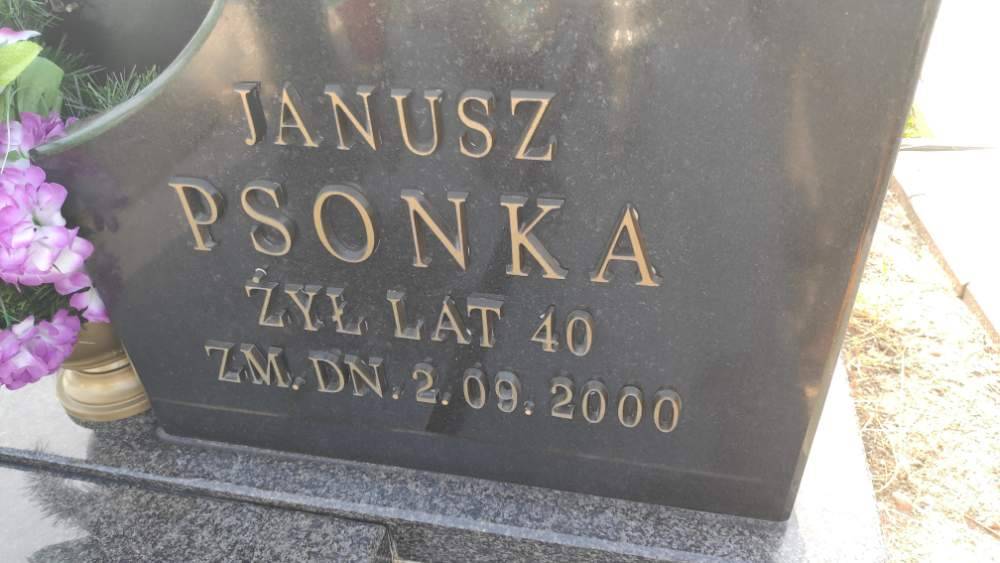 JANUSZ
PSONKA
ŻYŁ LAT 40
ZM. DN. 2.09.2000